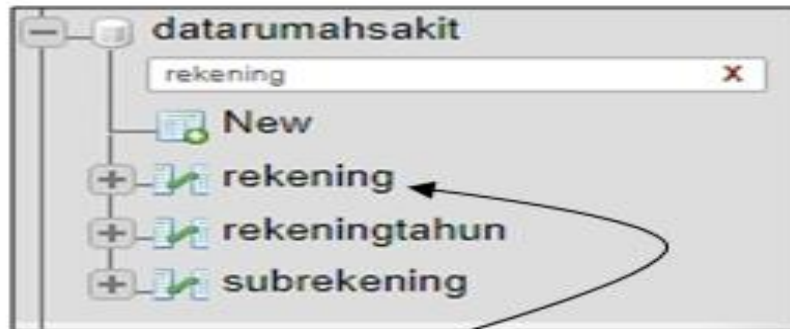 datarumahsakit
rekening X
New
rekening
rekeningtahun
subrekening